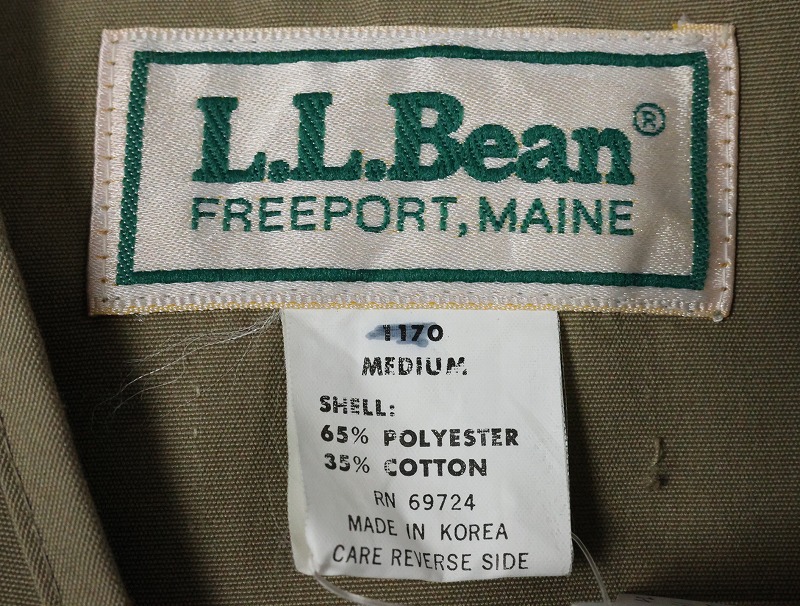 L.L.Bean®
FREEPORT, MAINE
1170
MEDIUM
SHELL:
65% POLYESTER
35% COTTON
RN 69724
MADE IN KOREA
CARE REVERSE SIDE